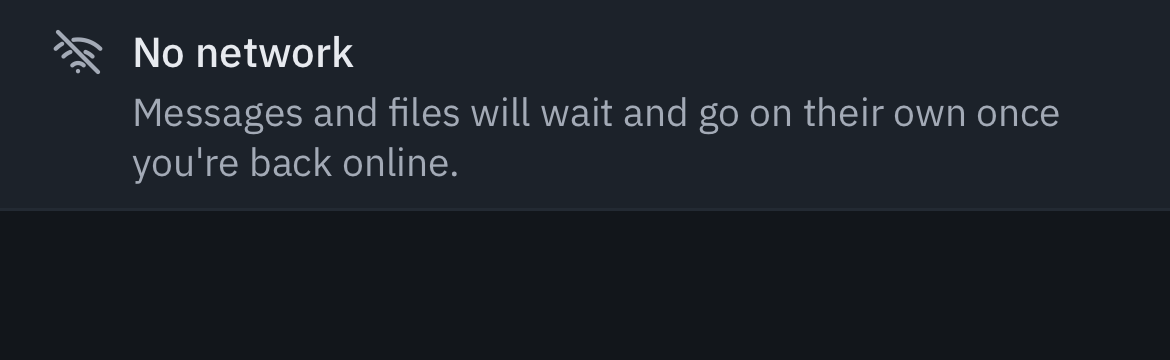 No network
Messages and files will wait and go on their own once
you're back online.